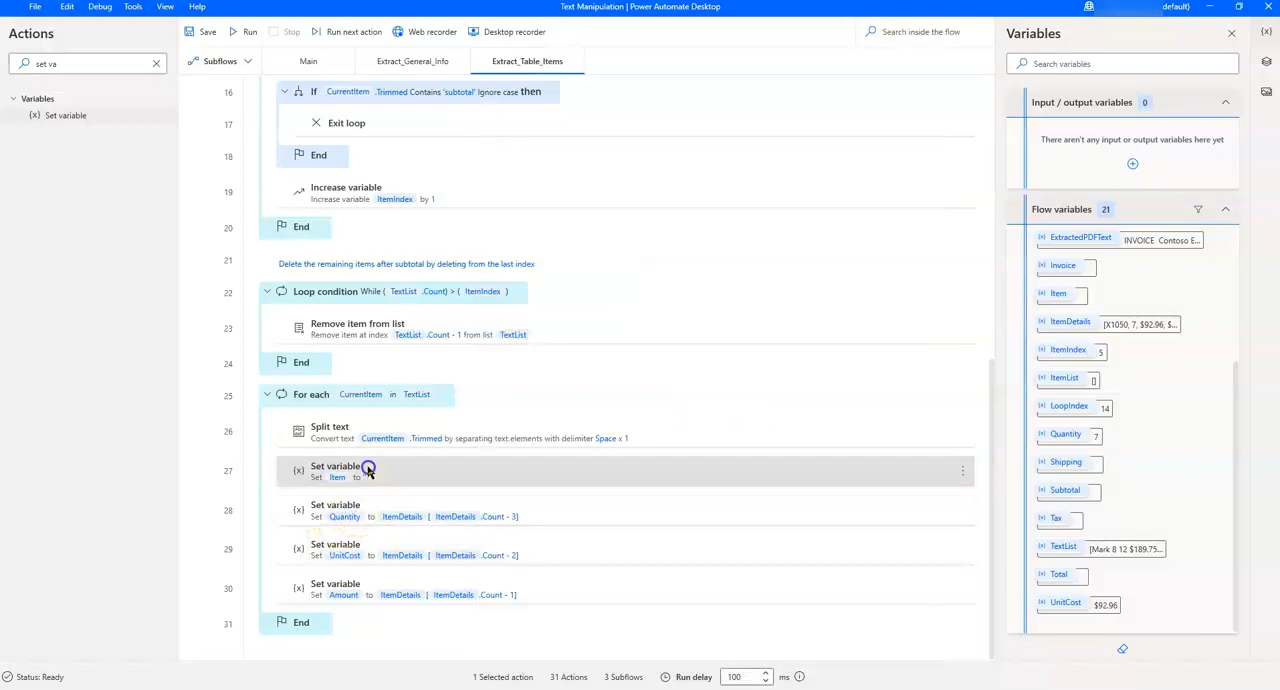 File Edit Debug Tools View Help Text Manipulation | Power Automate Desktop default)
Actions
set va
Variables
{x} Set variable
Save Run Stop Run next action Web recorder Desktop recorder Search inside the flow
Subflows Main Extract_General_Info Extract_Table_Items
16 If CurrentItem .Trimmed Contains 'subtotal' Ignore case then
17 Exit loop
18 End
19 Increase variable
Increase variable ItemIndex by 1
20 End
21 Delete the remaining items after subtotal by deleting from the last index
22 Loop condition While ( TextList .Count) > ( ItemIndex )
23 Remove item from list
Remove item at index TextList .Count - 1 from list TextList
24 End
25 For each CurrentItem in TextList
26 Split text
Convert text CurrentItem .Trimmed by separating text elements with delimiter Space x 1
27 {x} Set variable
Set Item to
28 {x} Set variable
Set Quantity to ItemDetails [ ItemDetails .Count - 3]
29 {x} Set variable
Set UnitCost to ItemDetails [ ItemDetails .Count - 2]
30 {x} Set variable
Set Amount to ItemDetails [ ItemDetails .Count - 1]
31 End
Variables
Search variables
Input / output variables 0
There aren't any input or output variables here yet
Flow variables 21
ExtractedPDFText INVOICE Contoso E...
Invoice
Item
ItemDetails [X1050, 7, $92.96, $...
ItemIndex 5
ItemList []
LoopIndex 14
Quantity 7
Shipping
Subtotal
Tax
TextList [Mark 8 12 $189.75...
Total
UnitCost $92.96
{x}
Status: Ready 1 Selected action 31 Actions 3 Subflows Run delay 100 ms